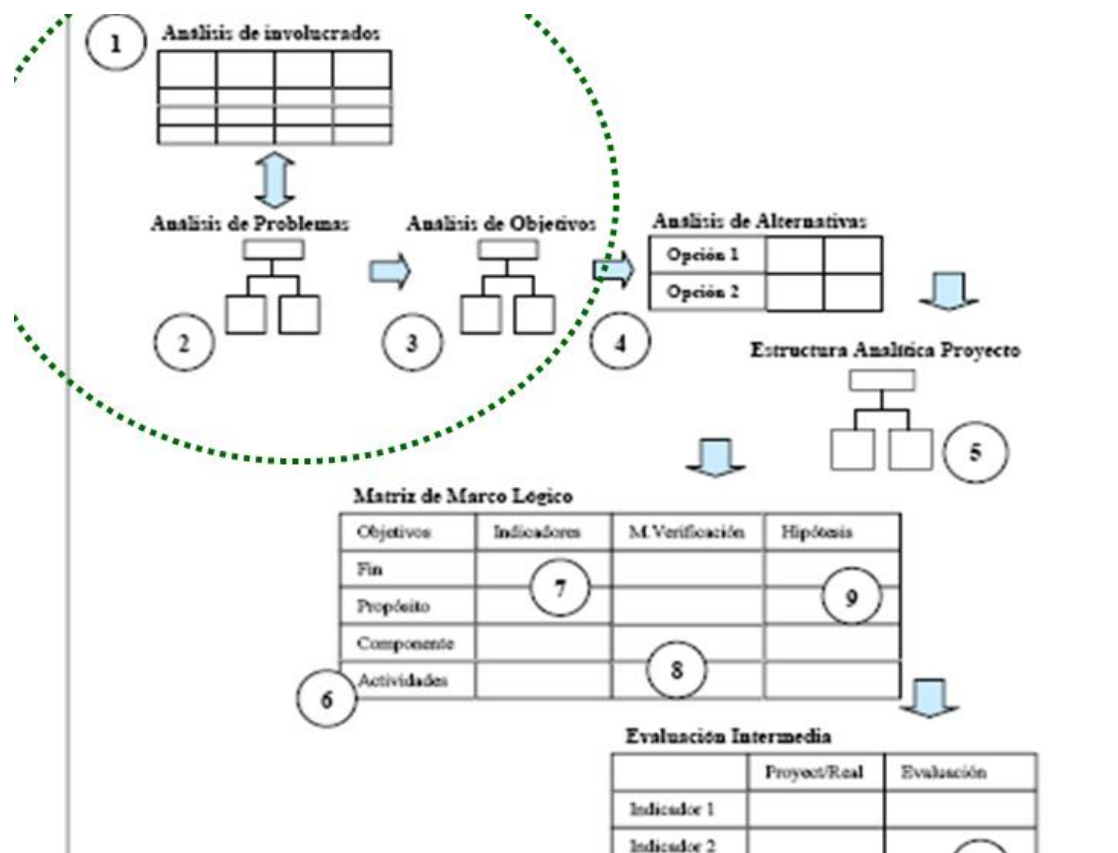 1
Análisis de involucrados
Análisis de Problemas
Análisis de Objetivos
Análisis de Alternativas
Opción 1
Opción 2
2
3
4
Estructura Analítica Proyecto
5
Matriz de Marco Lógico
Objetivos Indicadores M. Verificación Hipótesis
Fin
7
9
Propósito
Componente
8
Actividades
6
Evaluación Intermedia
Proyect/Real Evaluación
Indicador 1
Indicador 2